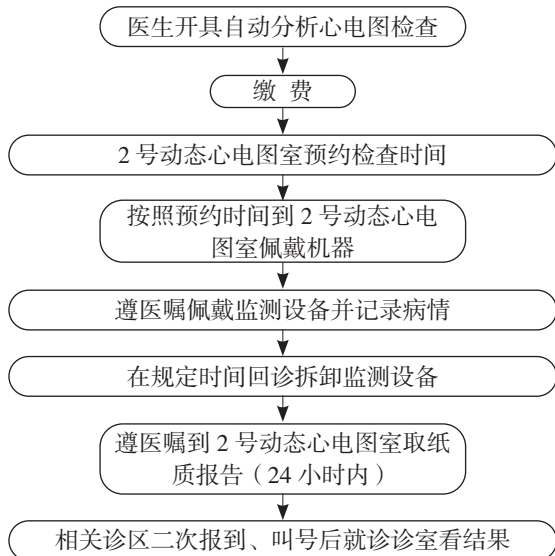 医生开具自动分析心电图检查
缴 费
2 号动态心电图室预约检查时间
按照预约时间到 2 号动态心电
图室佩戴机器
遵医嘱佩戴监测设备并记录病情
在规定时间回诊拆卸监测设备
遵医嘱到 2 号动态心电图室取纸
质报告（24 小时内）
相关诊区二次报到、叫号后就诊诊室看结果